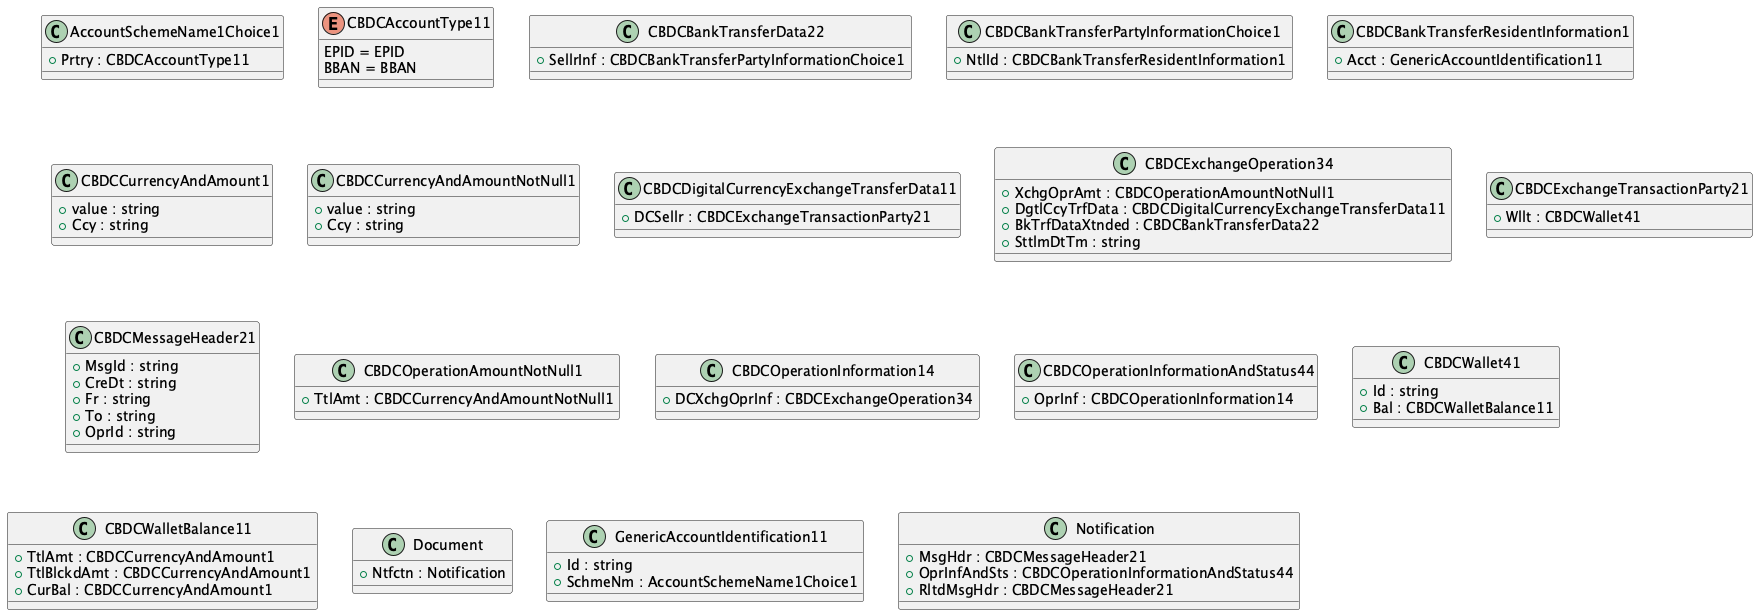 C AccountSchemeName1Choice1
Prtry : CBDCAccountType11
E CBDCAccountType11
EPID = EPID
BBAN = BBAN
C CBDCBankTransferData22
SellrInf : CBDCBankTransferPartyInformationChoice1
C CBDCBankTransferPartyInformationChoice1
NtlId : CBDCBankTransferResidentInformation1
C CBDCBankTransferResidentInformation1
Acct : GenericAccountIdentification11
C CBDCCurrencyAndAmount1
value : string
Ccy : string
C CBDCCurrencyAndAmountNotNull1
value : string
Ccy : string
C CBDCDigitalCurrencyExchangeTransferData11
DCSellr : CBDCExchangeTransactionParty21
C CBDCExchangeOperation34
XchgOprAmt : CBDCOperationAmountNotNull1
DgtlCcyTrfData : CBDCDigitalCurrencyExchangeTransferData11
BkTrfDataXtnded : CBDCBankTransferData22
SttlmDtTm : string
C CBDCExchangeTransactionParty21
Wllt : CBDCWallet41
C CBDCMessageHeader21
MsgId : string
CreDt : string
Fr : string
To : string
OprId : string
C CBDCOperationAmountNotNull1
TtlAmt : CBDCCurrencyAndAmountNotNull1
C CBDCOperationInformation14
DCXchgOprInf : CBDCExchangeOperation34
C CBDCOperationInformationAndStatus44
OprInf : CBDCOperationInformation14
C CBDCWallet41
Id : string
Bal : CBDCWalletBalance11
C CBDCWalletBalance11
TtlAmt : CBDCCurrencyAndAmount1
TtlBlckdAmt : CBDCCurrencyAndAmount1
CurBal : CBDCCurrencyAndAmount1
C Document
Ntfctn : Notification
C GenericAccountIdentification11
Id : string
SchmeNm : AccountSchemeName1Choice1
C Notification
MsgHdr : CBDCMessageHeader21
OprInfAndSts : CBDCOperationInformationAndStatus44
RltdMsgHdr : CBDCMessageHeader21